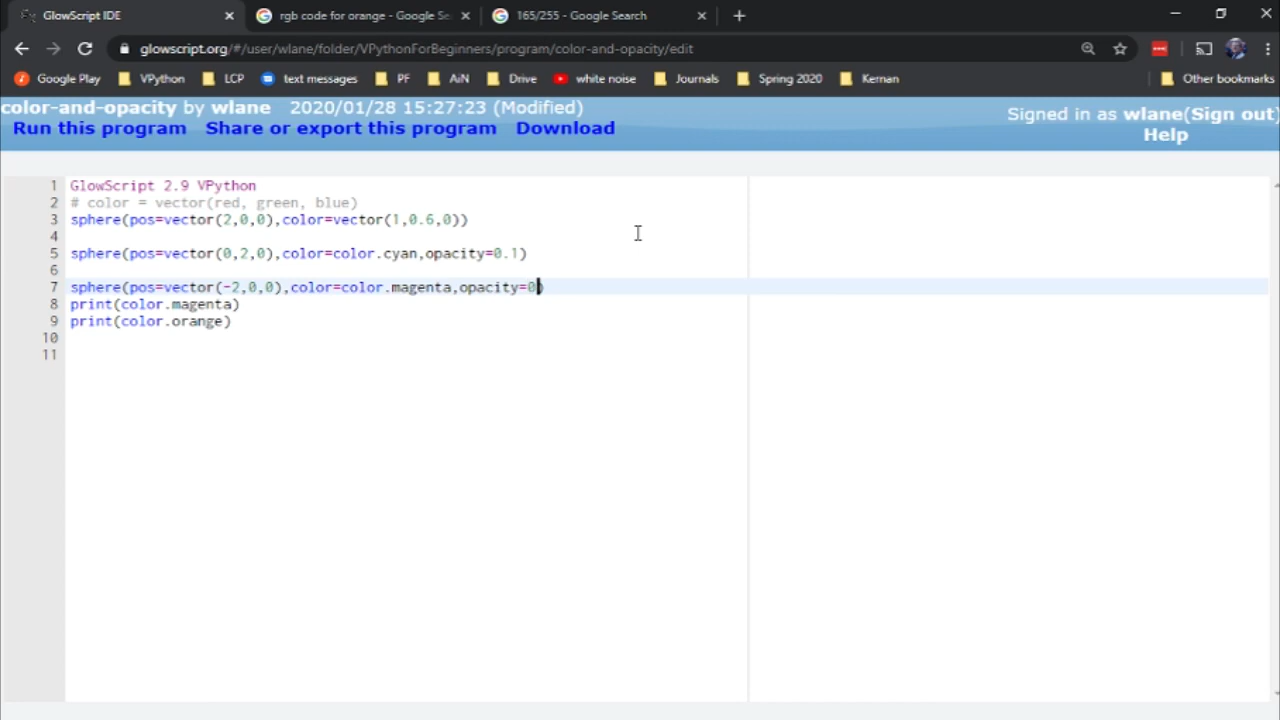 GlowScript IDE
rgb code for orange - Google Se
165/255 - Google Search
glowscript.org/#/user/wlane/folder/VPythonForBeginners/program/color-and-opacity/edit
Google Play VPython LCP text messages PF AiN Drive white noise Journals Spring 2020 Kernan Other bookmarks
color-and-opacity by wlane 2020/01/28 15:27:23 (Modified)
Signed in as wlane(Sign out)
Run this program Share or export this program Download
Help
1 GlowScript 2.9 VPython
2 # color = vector(red, green, blue)
3 sphere(pos=vector(2,0,0),color=vector(1,0.6,0))
4
5 sphere(pos=vector(0,2,0),color=color.cyan,opacity=0.1)
6
7 sphere(pos=vector(-2,0,0),color=color.magenta,opacity=0)
8 print(color.magenta)
9 print(color.orange)
10
11